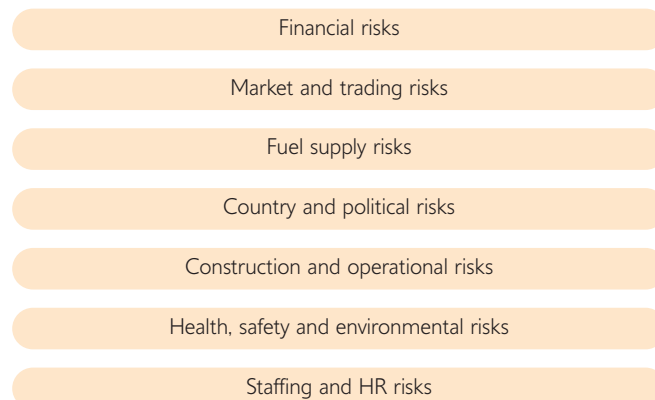 Financial risks
Market and trading risks
Fuel supply risks
Country and political risks
Construction and operational risks
Health, safety and environmental risks
Staffing and HR risks